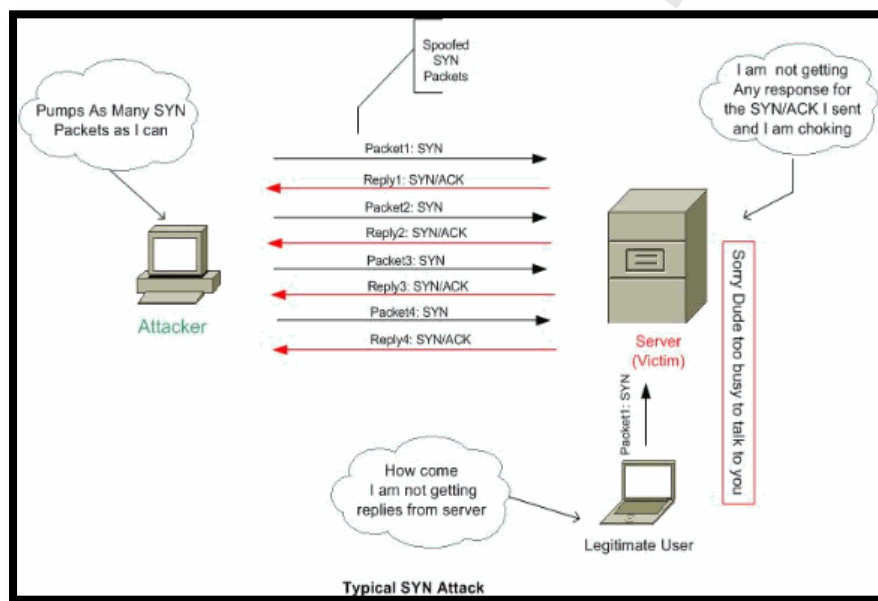 Spoofed
SYN
Packets
Pumps As Many SYN
Packets as I can
I am not getting
Any response for
the SYN/ACK I sent
and I am choking
Packet1: SYN
Reply1: SYN/ACK
Packet2: SYN
Reply2: SYN/ACK
Packet3: SYN
Reply3: SYN/ACK
Packet4: SYN
Reply4: SYN/ACK
Attacker
Server
(Victim)
Sorry Dude too busy to talk to you
Packet1: SYN
How come
I am not getting
replies from server
Legitimate User
Typical SYN Attack